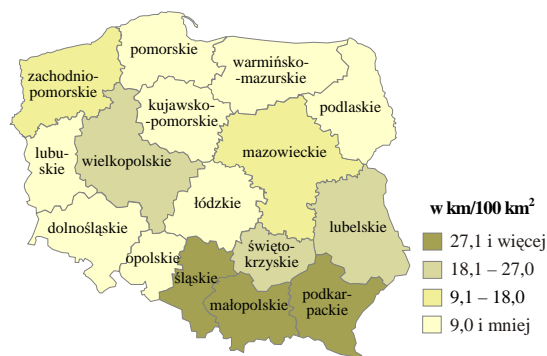 pomorskie
warmińsko-
-mazurskie
zachodnio-
pomorskie
kujawsko-
-pomorskie
podlaskie
lubu-
skie
wielkopolskie
mazowieckie
łódzkie
dolnośląskie
lubelskie
opolskie
śląskie
święto-
krzyskie
małopolskie
podkar-
packie
w km/100 km²
27,1 i więcej
18,1 – 27,0
9,1 – 18,0
9,0 i mniej